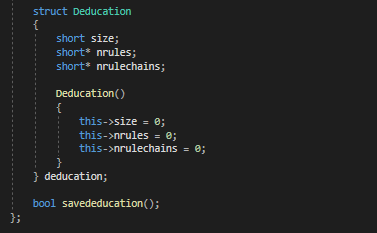 struct Deducation
{
short size;
short* nrules;
short* nrulechains;
Deducation()
{
this->size = 0;
this->nrules = 0;
this->nrulechains = 0;
}
} deducation;
bool savededucation();
};